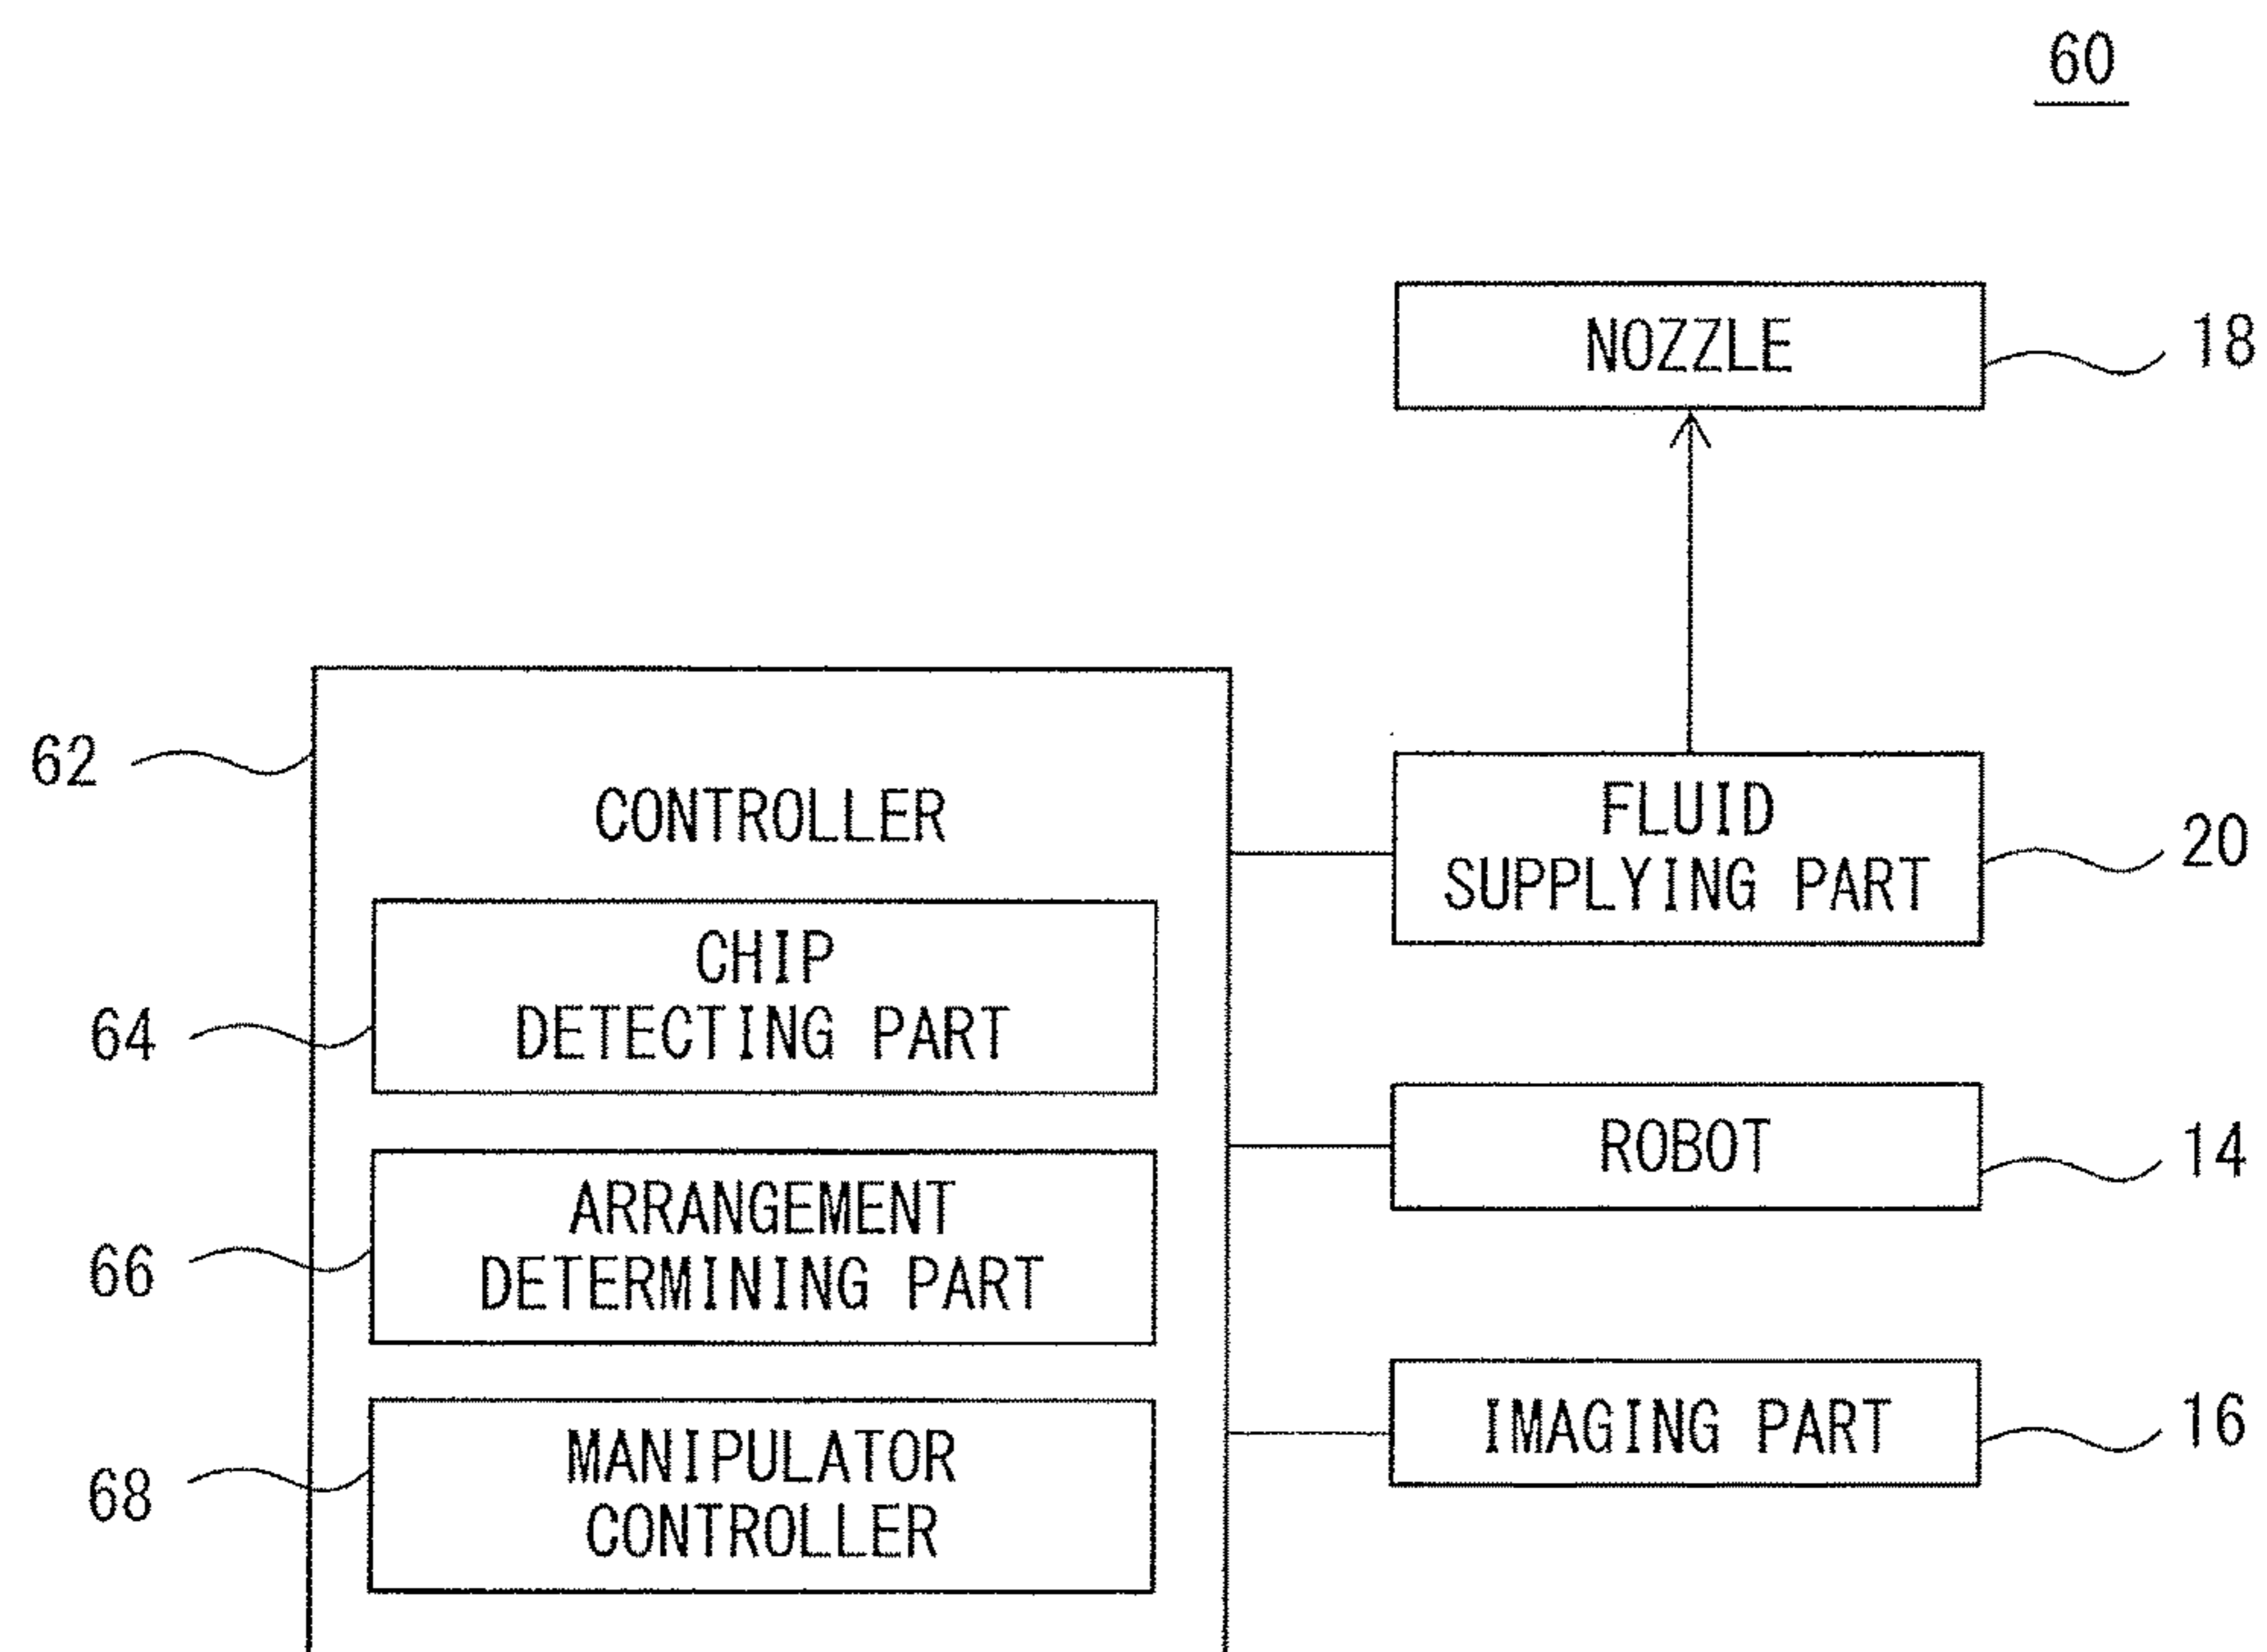 60
NOZZLE
18
62
CONTROLLER
FLUID
SUPPLYING PART
20
CHIP
DETECTING PART
64
ROBOT
14
ARRANGEMENT
DETERMINING PART
66
IMAGING PART
16
MANIPULATOR
CONTROLLER
68